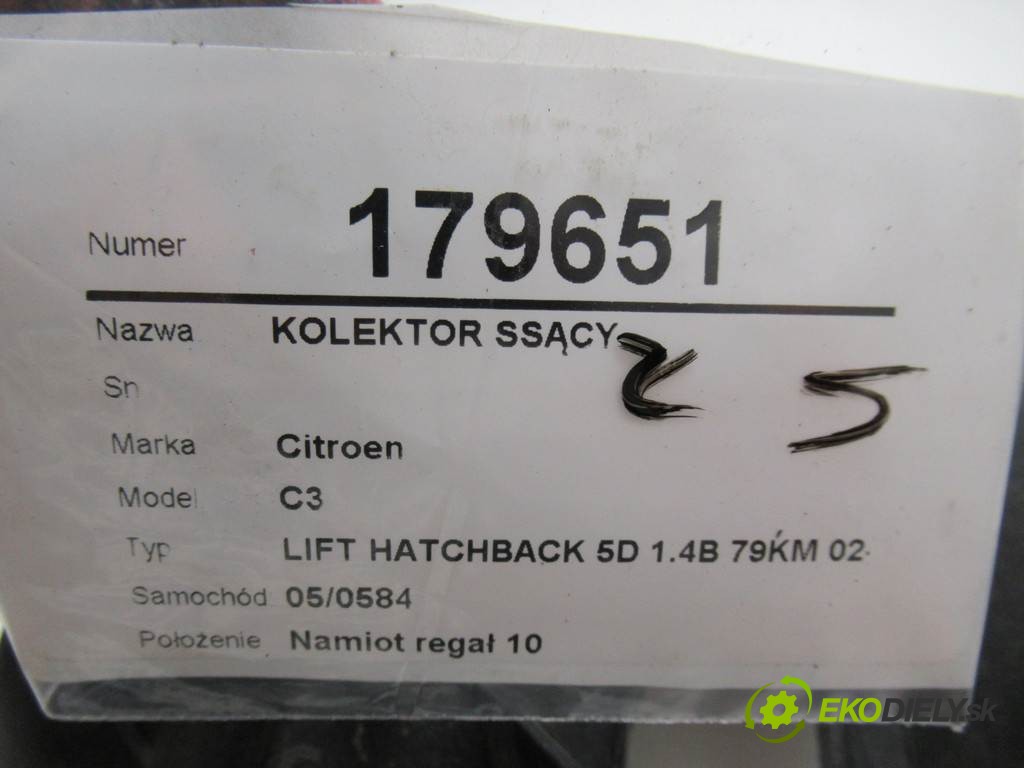 Numer 179651
Nazwa KOLEKTOR SSĄCY
Sn
Marka Citroen
Model C3
Typ LIFT HATCHBACK 5D 1.4B 79KM 02-
Samochód 05/0584
Położenie Namiot regał 10
EKODIELY.sk